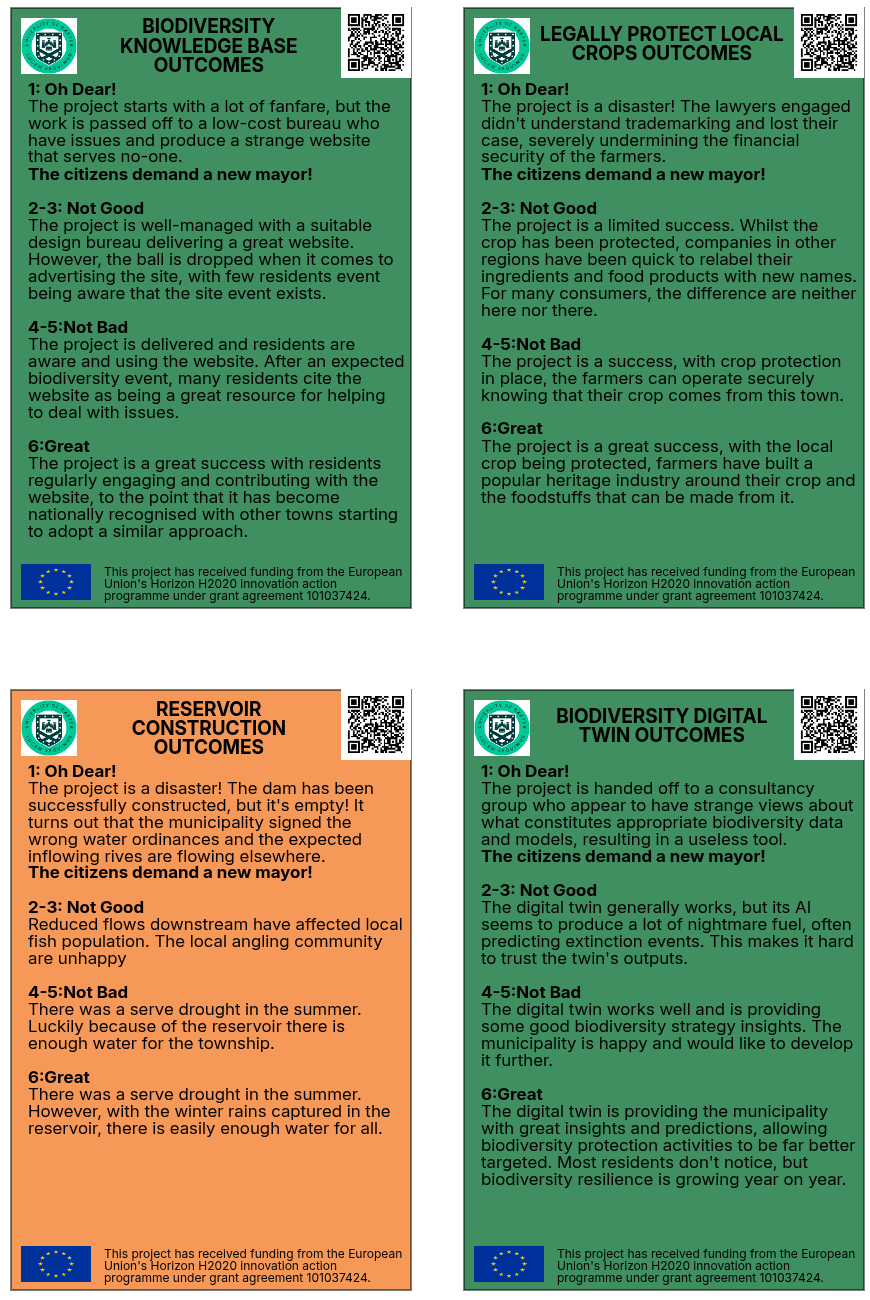 BIODIVERSITY
KNOWLEDGE BASE
OUTCOMES
1: Oh Dear!
The project starts with a lot of fanfare, but the
work is passed off to a low-cost bureau who
have issues and produce a strange website
that serves no-one.
The citizens demand a new mayor!
2-3: Not Good
The project is well-managed with a suitable
design bureau delivering a great website.
However, the ball is dropped when it comes to
advertising the site, with few residents event
being aware that the site event exists.
4-5:Not Bad
The project is delivered and residents are
aware and using the website. After an expected
biodiversity event, many residents cite the
website as being a great resource for helping
to deal with issues.
6:Great
The project is a great success with residents
regularly engaging and contributing with the
website, to the point that it has become
nationally recognised with other towns starting
to adopt a similar approach.
This project has received funding from the European
Union's Horizon H2020 innovation action
programme under grant agreement 101037424.
LEGALLY PROTECT LOCAL
CROPS OUTCOMES
1: Oh Dear!
The project is a disaster! The lawyers engaged
didn't understand trademarking and lost their
case, severely undermining the financial
security of the farmers.
The citizens demand a new mayor!
2-3: Not Good
The project is a limited success. Whilst the
crop has been protected, companies in other
regions have been quick to relabel their
ingredients and food products with new names.
For many consumers, the difference are neither
here nor there.
4-5:Not Bad
The project is a success, with crop protection
in place, the farmers can operate securely
knowing that their crop comes from this town.
6:Great
The project is a great success, with the local
crop being protected, farmers have built a
popular heritage industry around their crop and
the foodstuffs that can be made from it.
This project has received funding from the European
Union's Horizon H2020 innovation action
programme under grant agreement 101037424.
RESERVOIR
CONSTRUCTION
OUTCOMES
1: Oh Dear!
The project is a disaster! The dam has been
successfully constructed, but it's empty! It
turns out that the municipality signed the
wrong water ordinances and the expected
inflowing rives are flowing elsewhere.
The citizens demand a new mayor!
2-3: Not Good
Reduced flows downstream have affected local
fish population. The local angling community
are unhappy
4-5:Not Bad
There was a serve drought in the summer.
Luckily because of the reservoir there is
enough water for the township.
6:Great
There was a serve drought in the summer.
However, with the winter rains captured in the
reservoir, there is easily enough water for all.
This project has received funding from the European
Union's Horizon H2020 innovation action
programme under grant agreement 101037424.
BIODIVERSITY DIGITAL
TWIN OUTCOMES
1: Oh Dear!
The project is handed off to a consultancy
group who appear to have strange views about
what constitutes appropriate biodiversity data
and models, resulting in a useless tool.
The citizens demand a new mayor!
2-3: Not Good
The digital twin generally works, but its AI
seems to produce a lot of nightmare fuel, often
predicting extinction events. This makes it hard
to trust the twin's outputs.
4-5:Not Bad
The digital twin works well and is providing
some good biodiversity strategy insights. The
municipality is happy and would like to develop
it further.
6:Great
The digital twin is providing the municipality
with great insights and predictions, allowing
biodiversity protection activities to be far better
targeted. Most residents don't notice, but
biodiversity resilience is growing year on year.
This project has received funding from the European
Union's Horizon H2020 innovation action
programme under grant agreement 101037424.